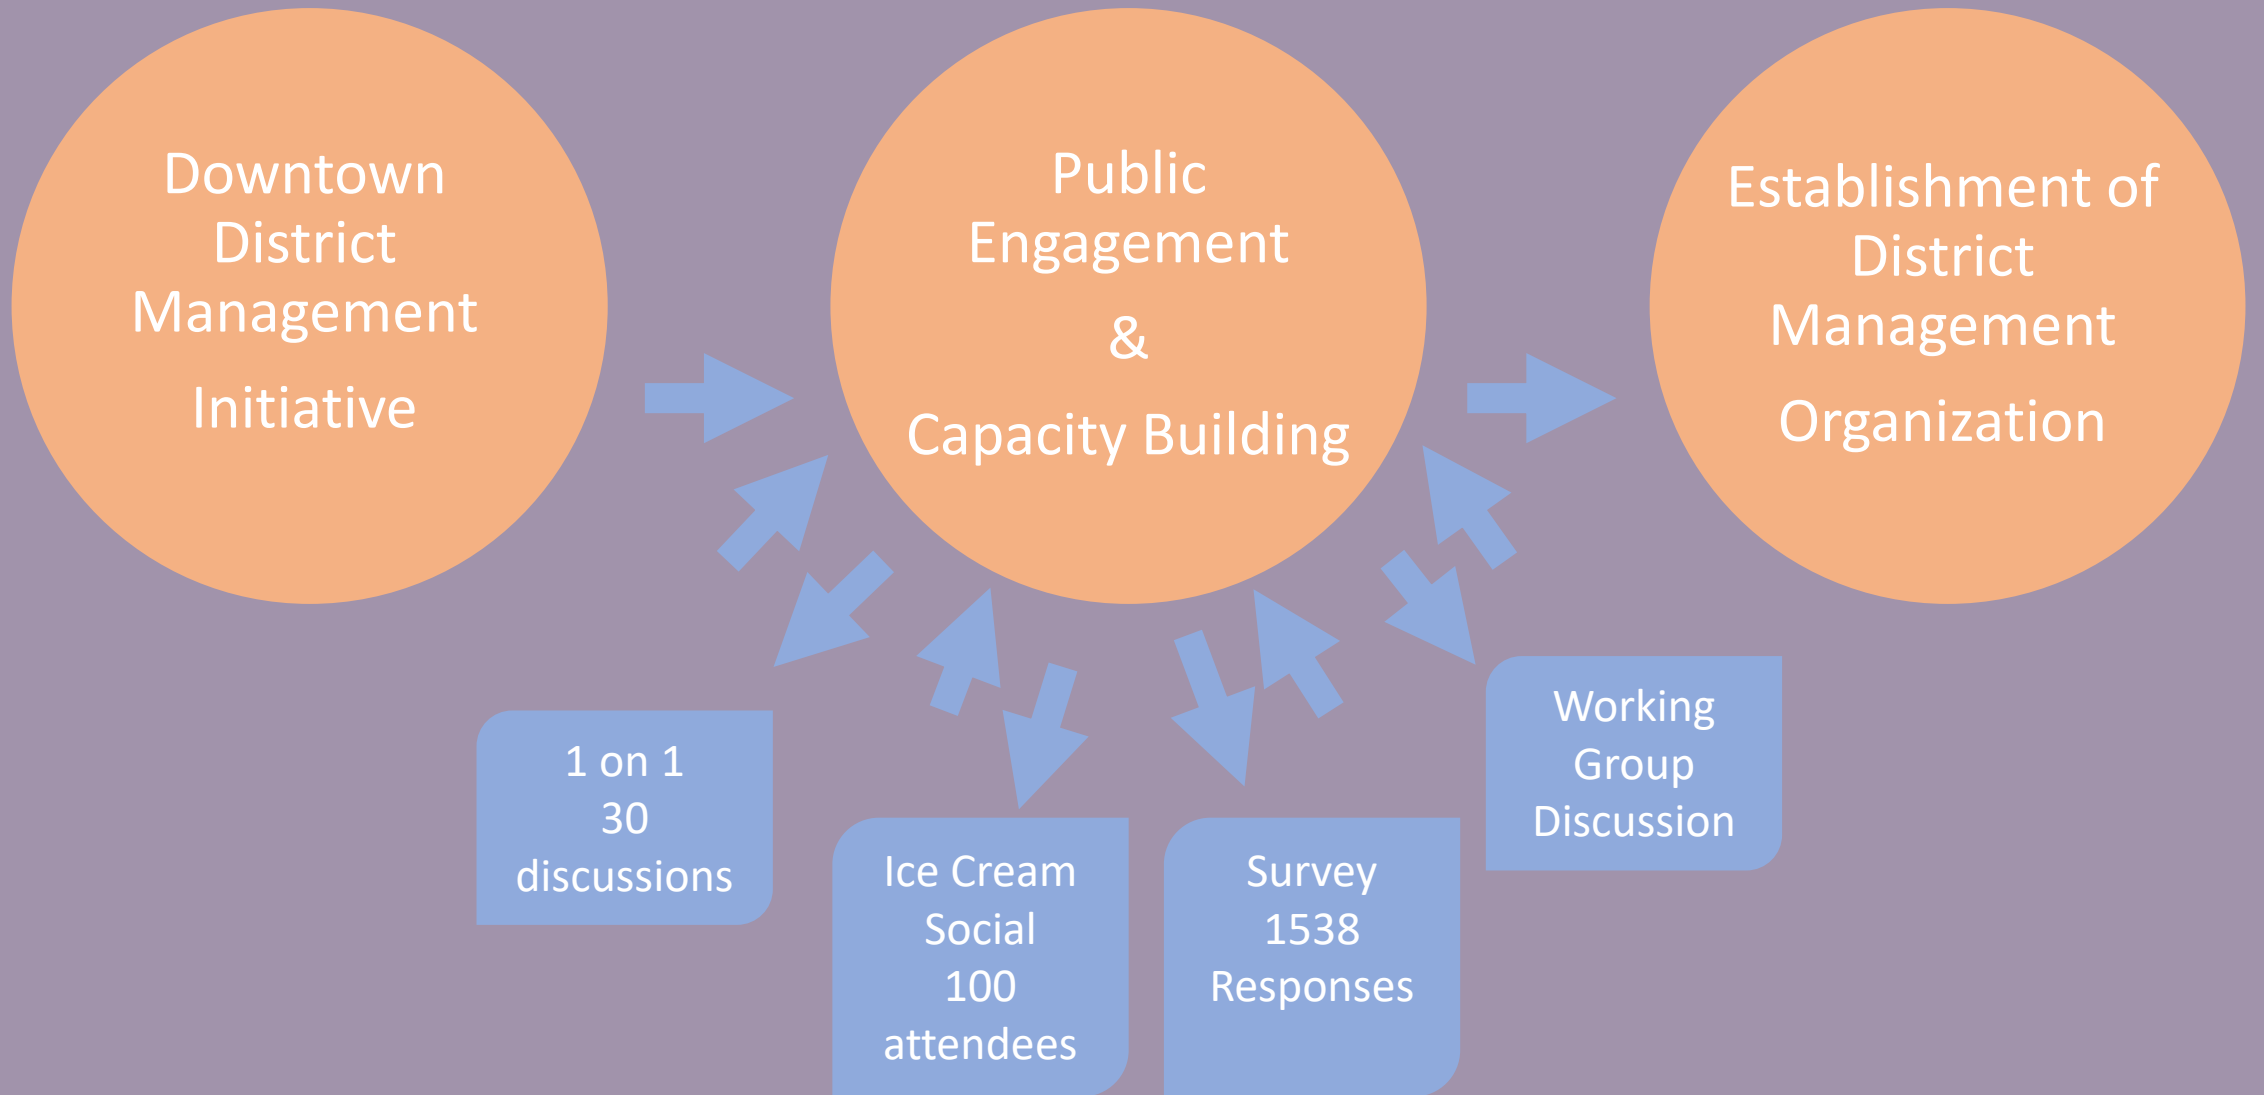 Downtown
District
Management
Initiative
Public
Engagement
&
Capacity Building
Establishment of
District
Management
Organization
1 on 1
30
discussions
Ice Cream
Social
100
attendees
Survey
1538
Responses
Working
Group
Discussion